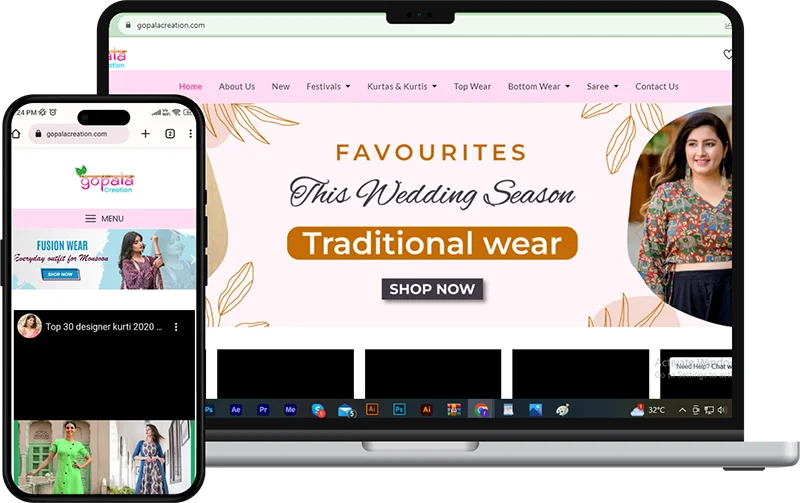 gopalacreation.com
Home About Us New Festivals Kurtas & Kurtis Top Wear Bottom Wear Saree Contact Us
FAVOURITES
This Wedding Season
Traditional wear
SHOP NOW
Need Help? Chat w
Ps Ae Pr Me Ai Ps Ai 32°C
:24 PM
gopalacreation.com
gopala
Creation
MENU
FUSION WEAR
Everyday outfit for Monsoon
SHOP NOW
Top 30 designer kurti 2020 ...